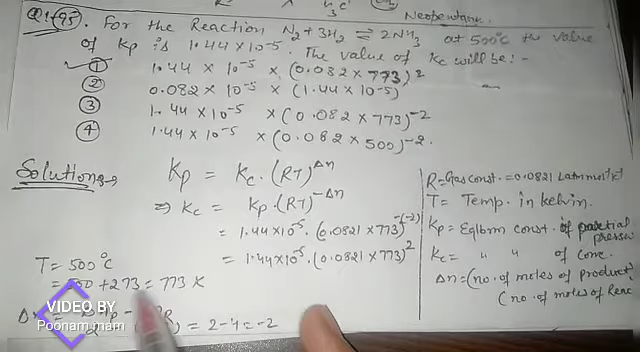 Q1-95. For the Reaction N2 + 3H2 ⇌ 2NH3 at 500°C the value
of Kp is 1.44 × 10-5. The value of Kc will be :-
① 1.44 × 10-5 × (0.082 × 773)2
② 0.082 × 10-5 × (1.44 × 10-5)
③ 1.44 × 10-5 × (0.082 × 773)-2
④ 1.44 × 10-5 × (0.082 × 500)-2.
Neopentane
Solution
Kp = Kc . (RT)Δn
⇒ Kc = Kp . (RT)-Δn
= 1.44×10-5 . (0.0821 × 773)-(-2)
= 1.44×10-5 . (0.0821 × 773)2
T = 500°C
= 500 + 273 = 773 K
= 2-4 = -2
R = Gas const. = 0.0821
T = Temp. in kelvin.
Kp = Eqlbm const. of partial pressu
Kc = " " of conc.
Δn = (no. of moles of product
(no. of moles of Reac
Video by
Poonam mam